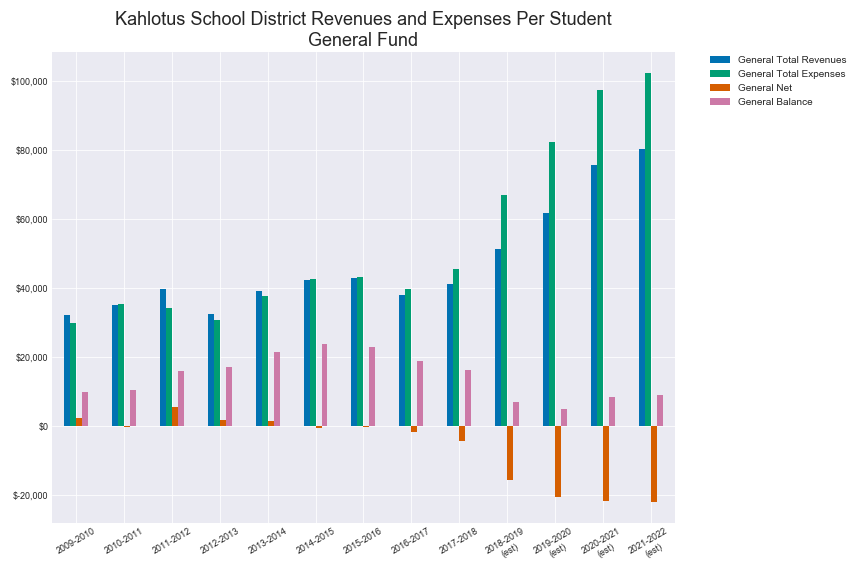 Kahlotus School District Revenues and Expenses Per Student
General Fund
General Total Revenues
General Total Expenses
General Net
General Balance
$100,000
$80,000
$60,000
$40,000
$20,000
$0
$-20,000
2009-2010
2010-2011
2011-2012
2012-2013
2013-2014
2014-2015
2015-2016
2016-2017
2017-2018
2018-2019
(est)
2019-2020
(est)
2020-2021
(est)
2021-2022
(est)